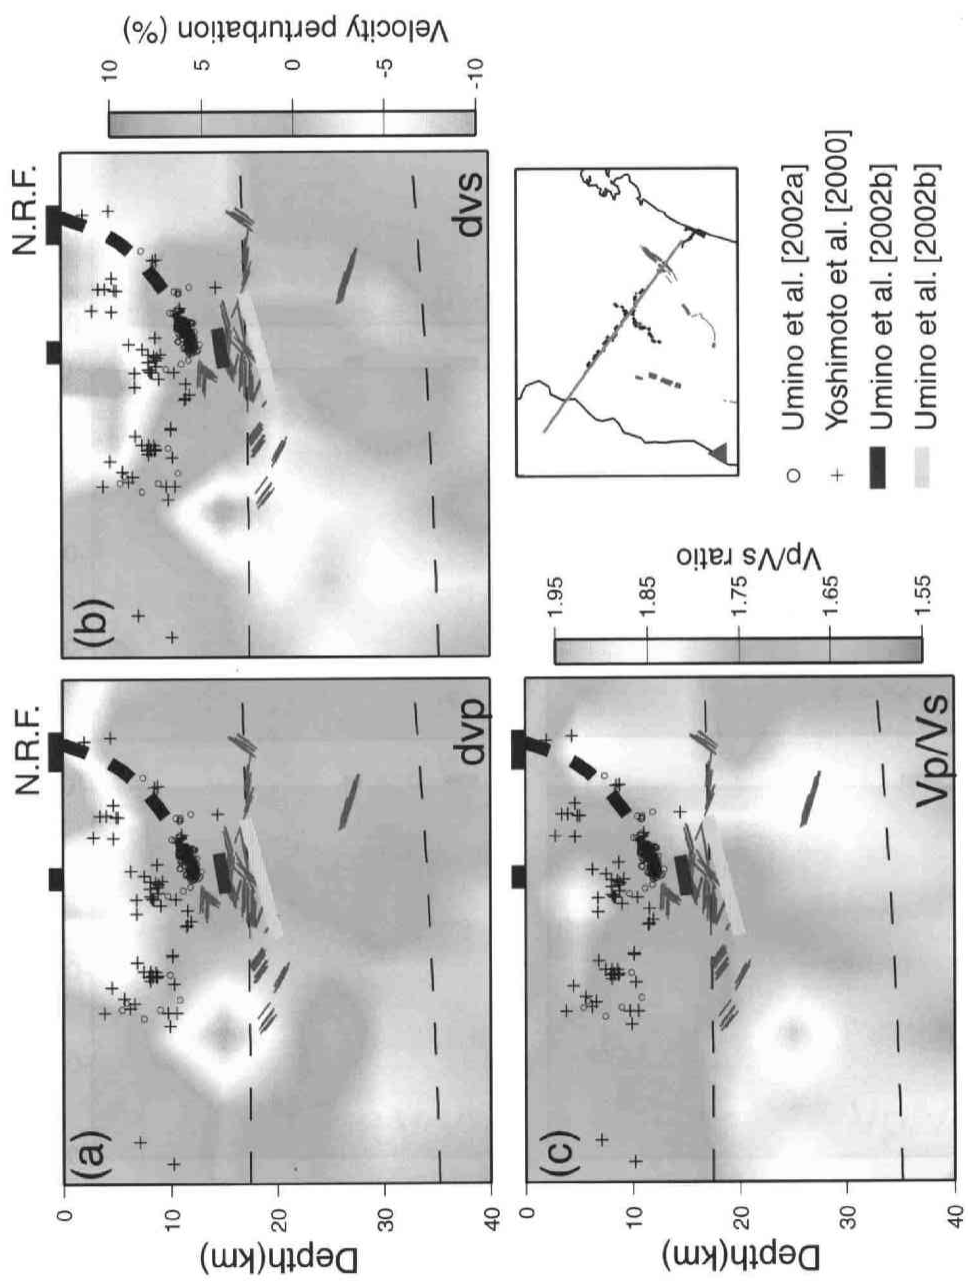 N.R.F.
N.R.F.
(a)
dvp
(b)
dvs
0
10
20
30
40
Depth(km)
10
5
0
-5
-10
Velocity perturbation (%)
(c)
Vp/Vs
0
10
20
30
40
Depth(km)
1.95
1.85
1.75
1.65
1.55
Vp/Vs ratio
Umino et al. [2002a]
Yoshimoto et al. [2000]
Umino et al. [2002b]
Umino et al. [2002b]